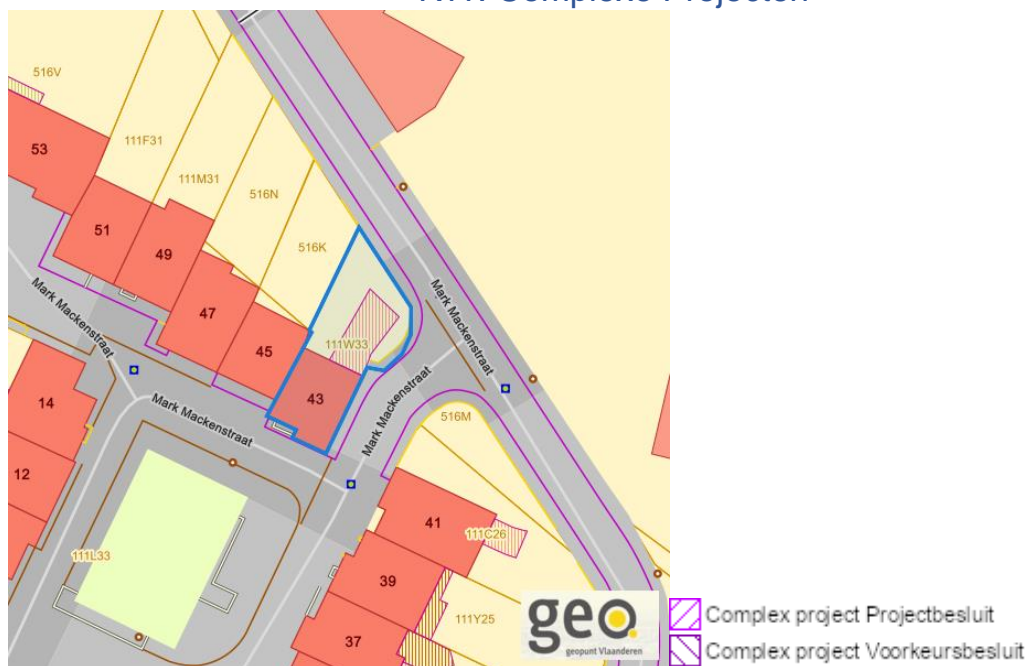 516V
53
111F31
111M31
516N
51
49
516K
47
45
111W33
43
Mark Mackenstraat
Mark Mackenstraat
Mark Mackenstraat
Mark Mackenstraat
516M
14
12
111L33
41
111C26
39
37
111Y25
geo
geopunt Vlaanderen
Complex project Projectbesluit
Complex project Voorkeursbesluit